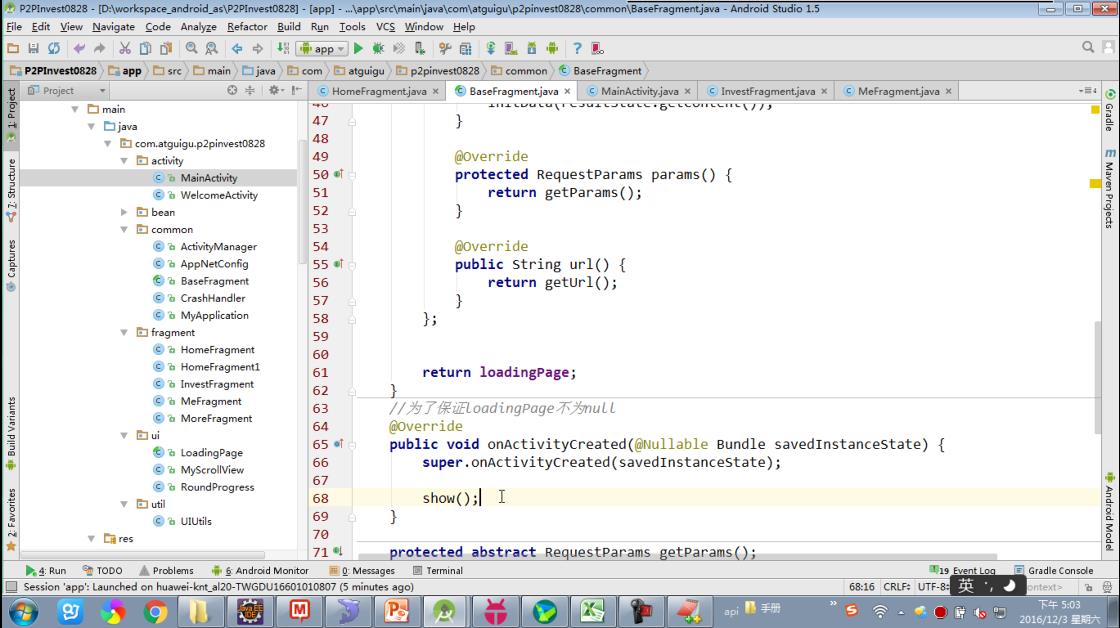 P2PInvest0828 - [D:\workspace_android_as\P2PInvest0828] - [app] - ...\app\src\main\java\com\atguigu\p2pinvest0828\common\BaseFragment.java - Android Studio 1.5
File Edit View Navigate Code Analyze Refactor Build Run Tools VCS Window Help
app
P2PInvest0828 app src main java com atguigu p2pinvest0828 common BaseFragment
Project
HomeFragment.java BaseFragment.java MainActivity.java InvestFragment.java MeFragment.java
1: Project
7: Structure
Captures
Build Variants
2: Favorites
main
java
com.atguigu.p2pinvest0828
activity
MainActivity
WelcomeActivity
bean
common
ActivityManager
AppNetConfig
BaseFragment
CrashHandler
MyApplication
fragment
HomeFragment
HomeFragment1
InvestFragment
MeFragment
MoreFragment
ui
LoadingPage
MyScrollView
RoundProgress
util
UIUtils
res
46 initData(resultState.getContent());
47 }
48
49 @Override
50 protected RequestParams params() {
51 return getParams();
52 }
53
54 @Override
55 public String url() {
56 return getUrl();
57 }
58 };
59
60
61 return loadingPage;
62 }
63 //为了保证loadingPage不为null
64 @Override
65 public void onActivityCreated(@Nullable Bundle savedInstanceState) {
66 super.onActivityCreated(savedInstanceState);
67
68 show();
69 }
70
71 protected abstract RequestParams getParams();
Gradle
Maven Projects
Android Model
4: Run TODO Problems 6: Android Monitor 0: Messages Terminal 19 Event Log Gradle Console
Session 'app': Launched on huawei-knt_al20-TWGDU16601010807 (5 minutes ago) 68:16 CRLF÷ UTF-8÷ 英 ntext>
api 手册 下午 5:03
2016/12/3 星期六